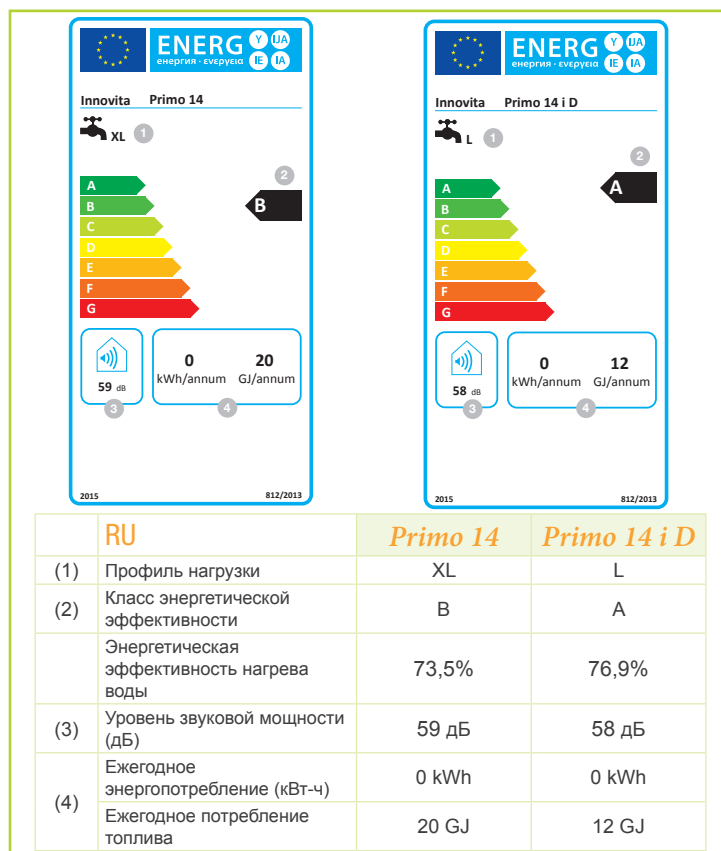 ENERG Y IJA
енергия · ενεργεια IE IA
Innovita Primo 14
XL 1
2
A
B B
C
D
E
F
G
0 20
kWh/annum GJ/annum
59 dB
3 4
2015 812/2013
ENERG Y IJA
енергия · ενεργεια IE IA
Innovita Primo 14 i D
L 1
2
A A
B
C
D
E
F
G
0 12
kWh/annum GJ/annum
58 dB
3 4
2015 812/2013
RU Primo 14 Primo 14 i D
(1) Профиль нагрузки XL L
(2) Класс энергетической
эффективности B A
Энергетическая
эффективность нагрева
воды 73,5% 76,9%
(3) Уровень звуковой мощности
(дБ) 59 дБ 58 дБ
(4) Ежегодное
энергопотребление (кВт-ч) 0 kWh 0 kWh
Ежегодное потребление
топлива 20 GJ 12 GJ